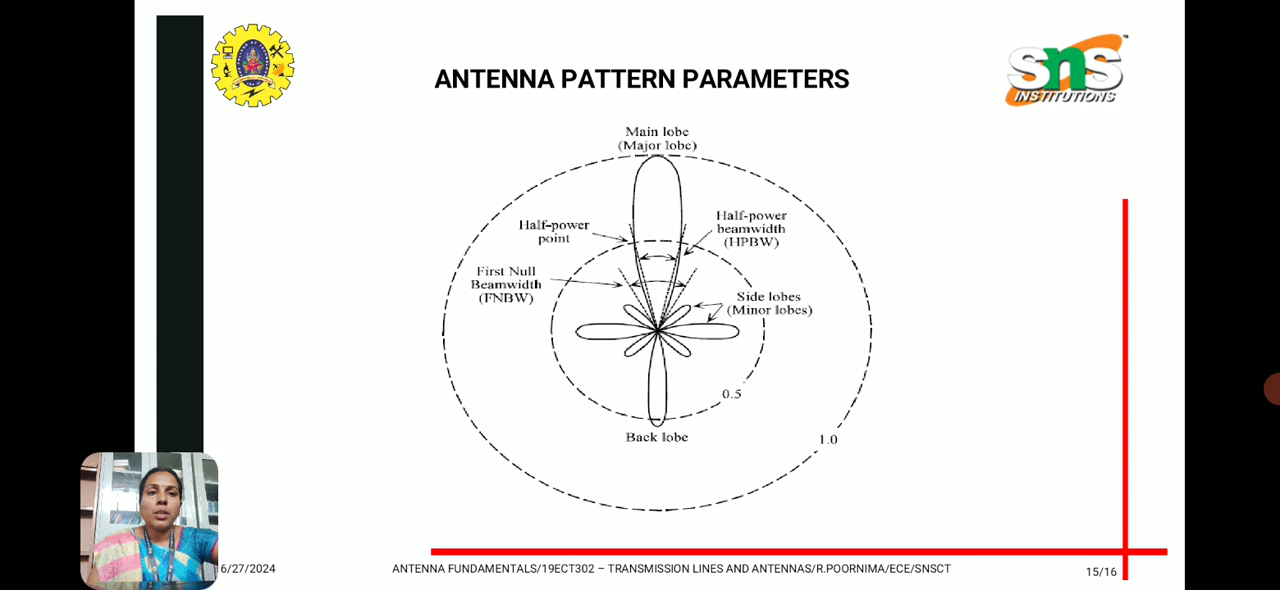 SNS
INSTITUTIONS
ANTENNA PATTERN PARAMETERS
Main lobe
(Major lobe)
Half-power
point
Half-power
beamwidth
(HPBW)
First Null
Beamwidth
(FNBW)
Side lobes
(Minor lobes)
0.5
Back lobe
1.0
6/27/2024
ANTENNA FUNDAMENTALS/19ECT302 – TRANSMISSION LINES AND ANTENNAS/R.POORNIMA/ECE/SNSCT
15/16